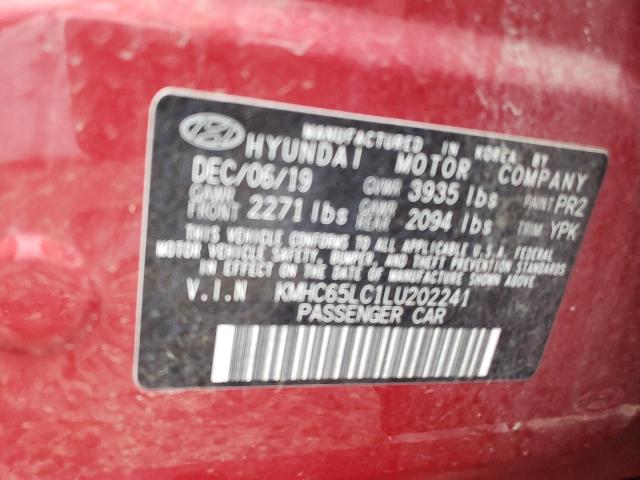 MANUFACTURED IN KOREA BY
HYUNDAI MOTOR COMPANY
DEC/06/19 GVWR 3935 lbs PAINT PR2
GAWR FRONT 2271 lbs GAWR REAR 2094 lbs TRIM YPK
THIS VEHICLE CONFORMS TO ALL APPLICABLE U.S.A. FEDERAL
MOTOR VEHICLE SAFETY, BUMPER, AND THEFT PREVENTION
STANDARDS IN EFFECT ON THE DATE OF MANUFACTURE SHOWN ABOVE
V.I.N KMHC65LC1LU202241
PASSENGER CAR